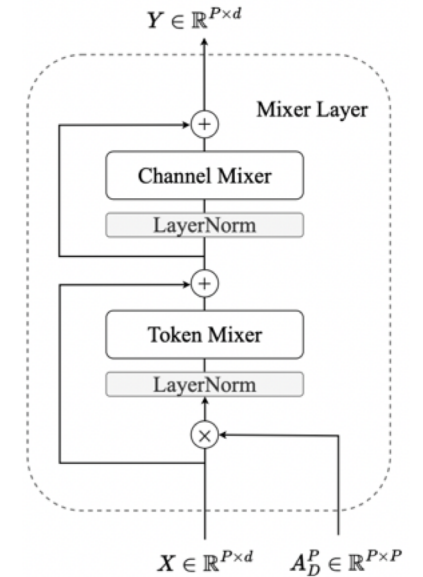 Y ∈ ℝ^{P×d}
Mixer Layer
+
Channel Mixer
LayerNorm
+
Token Mixer
LayerNorm
×
X ∈ ℝ^{P×d} A_D^P ∈ ℝ^{P×P}